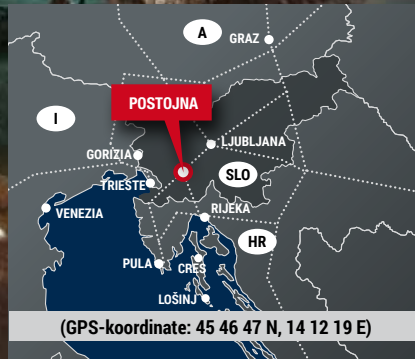 A
GRAZ
POSTOJNA
I
LJUBLJANA
GORIZIA
SLO
TRIESTE
VENEZIA
RIJEKA
HR
PULA
CRES
LOŠINJ
(GPS-koordinate: 45 46 47 N, 14 12 19 E)